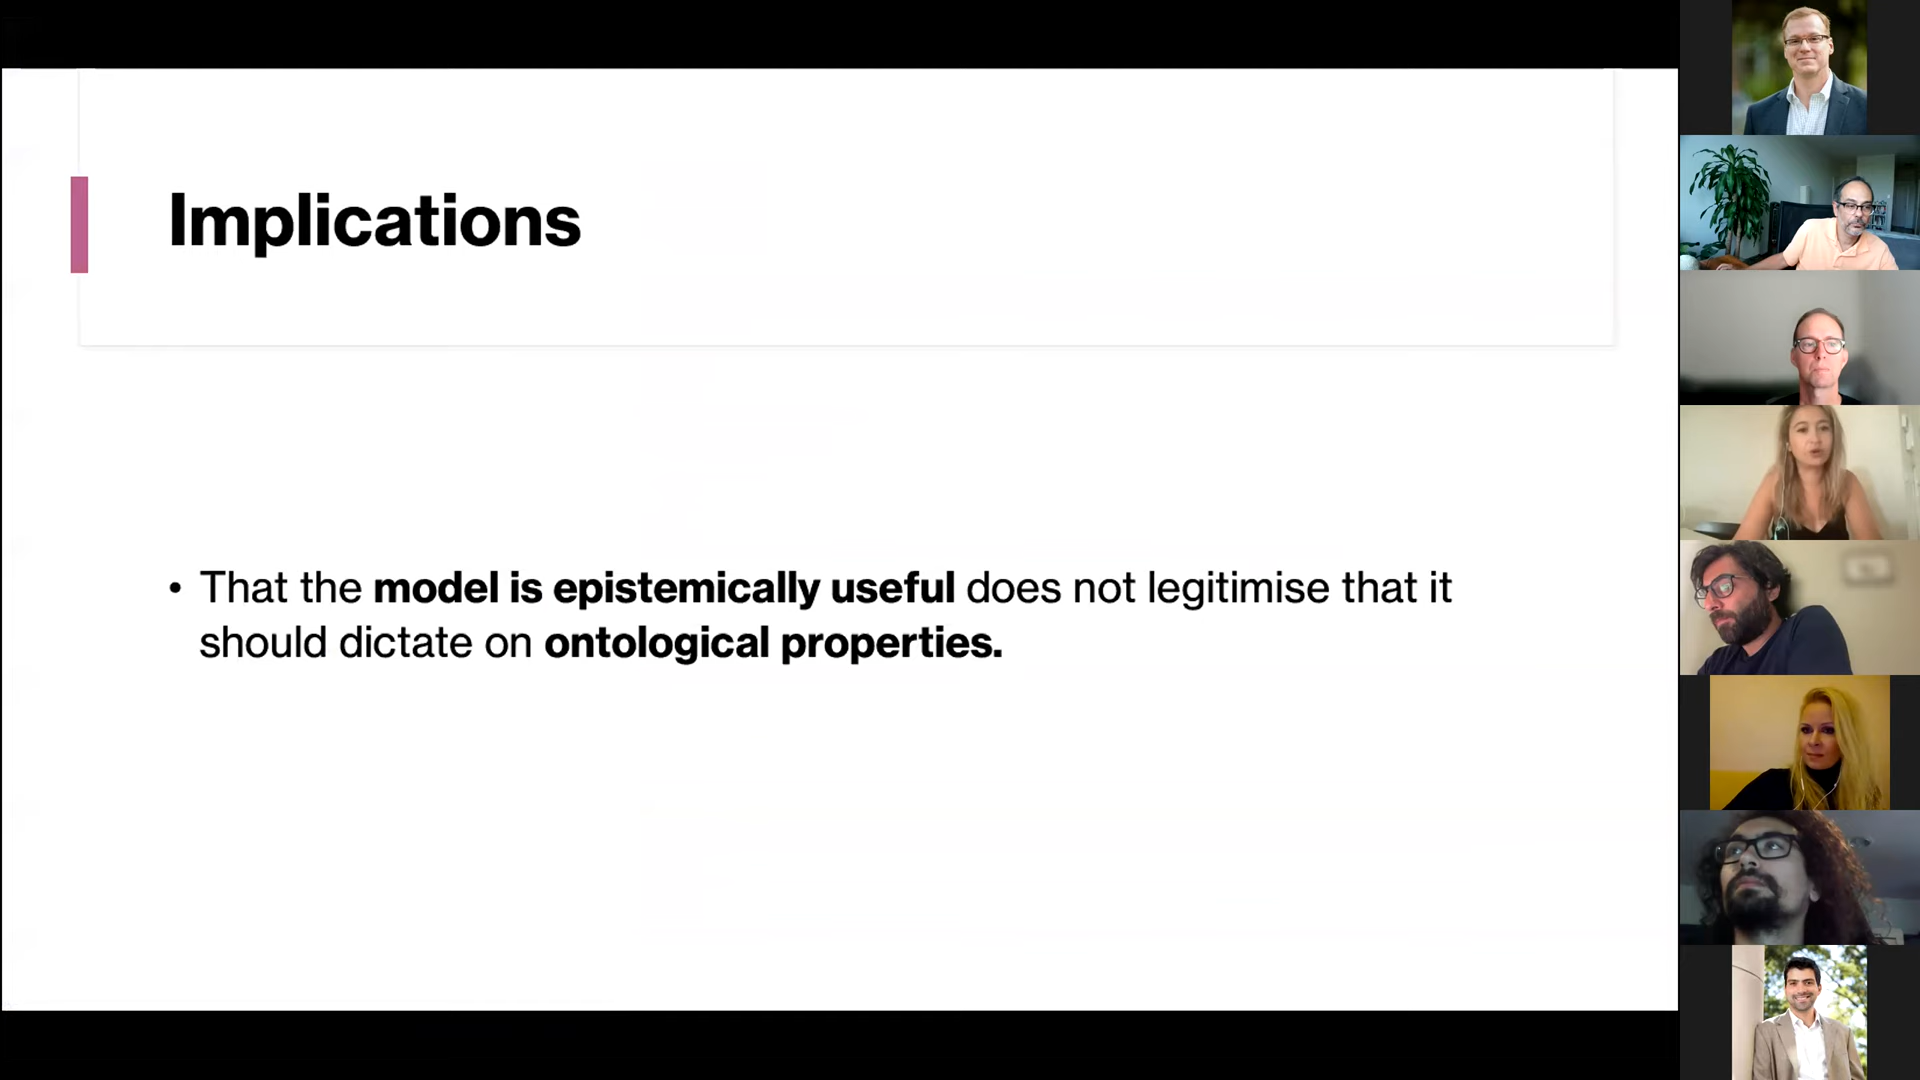 Implications
• That the model is epistemically useful does not legitimise that it
should dictate on ontological properties.